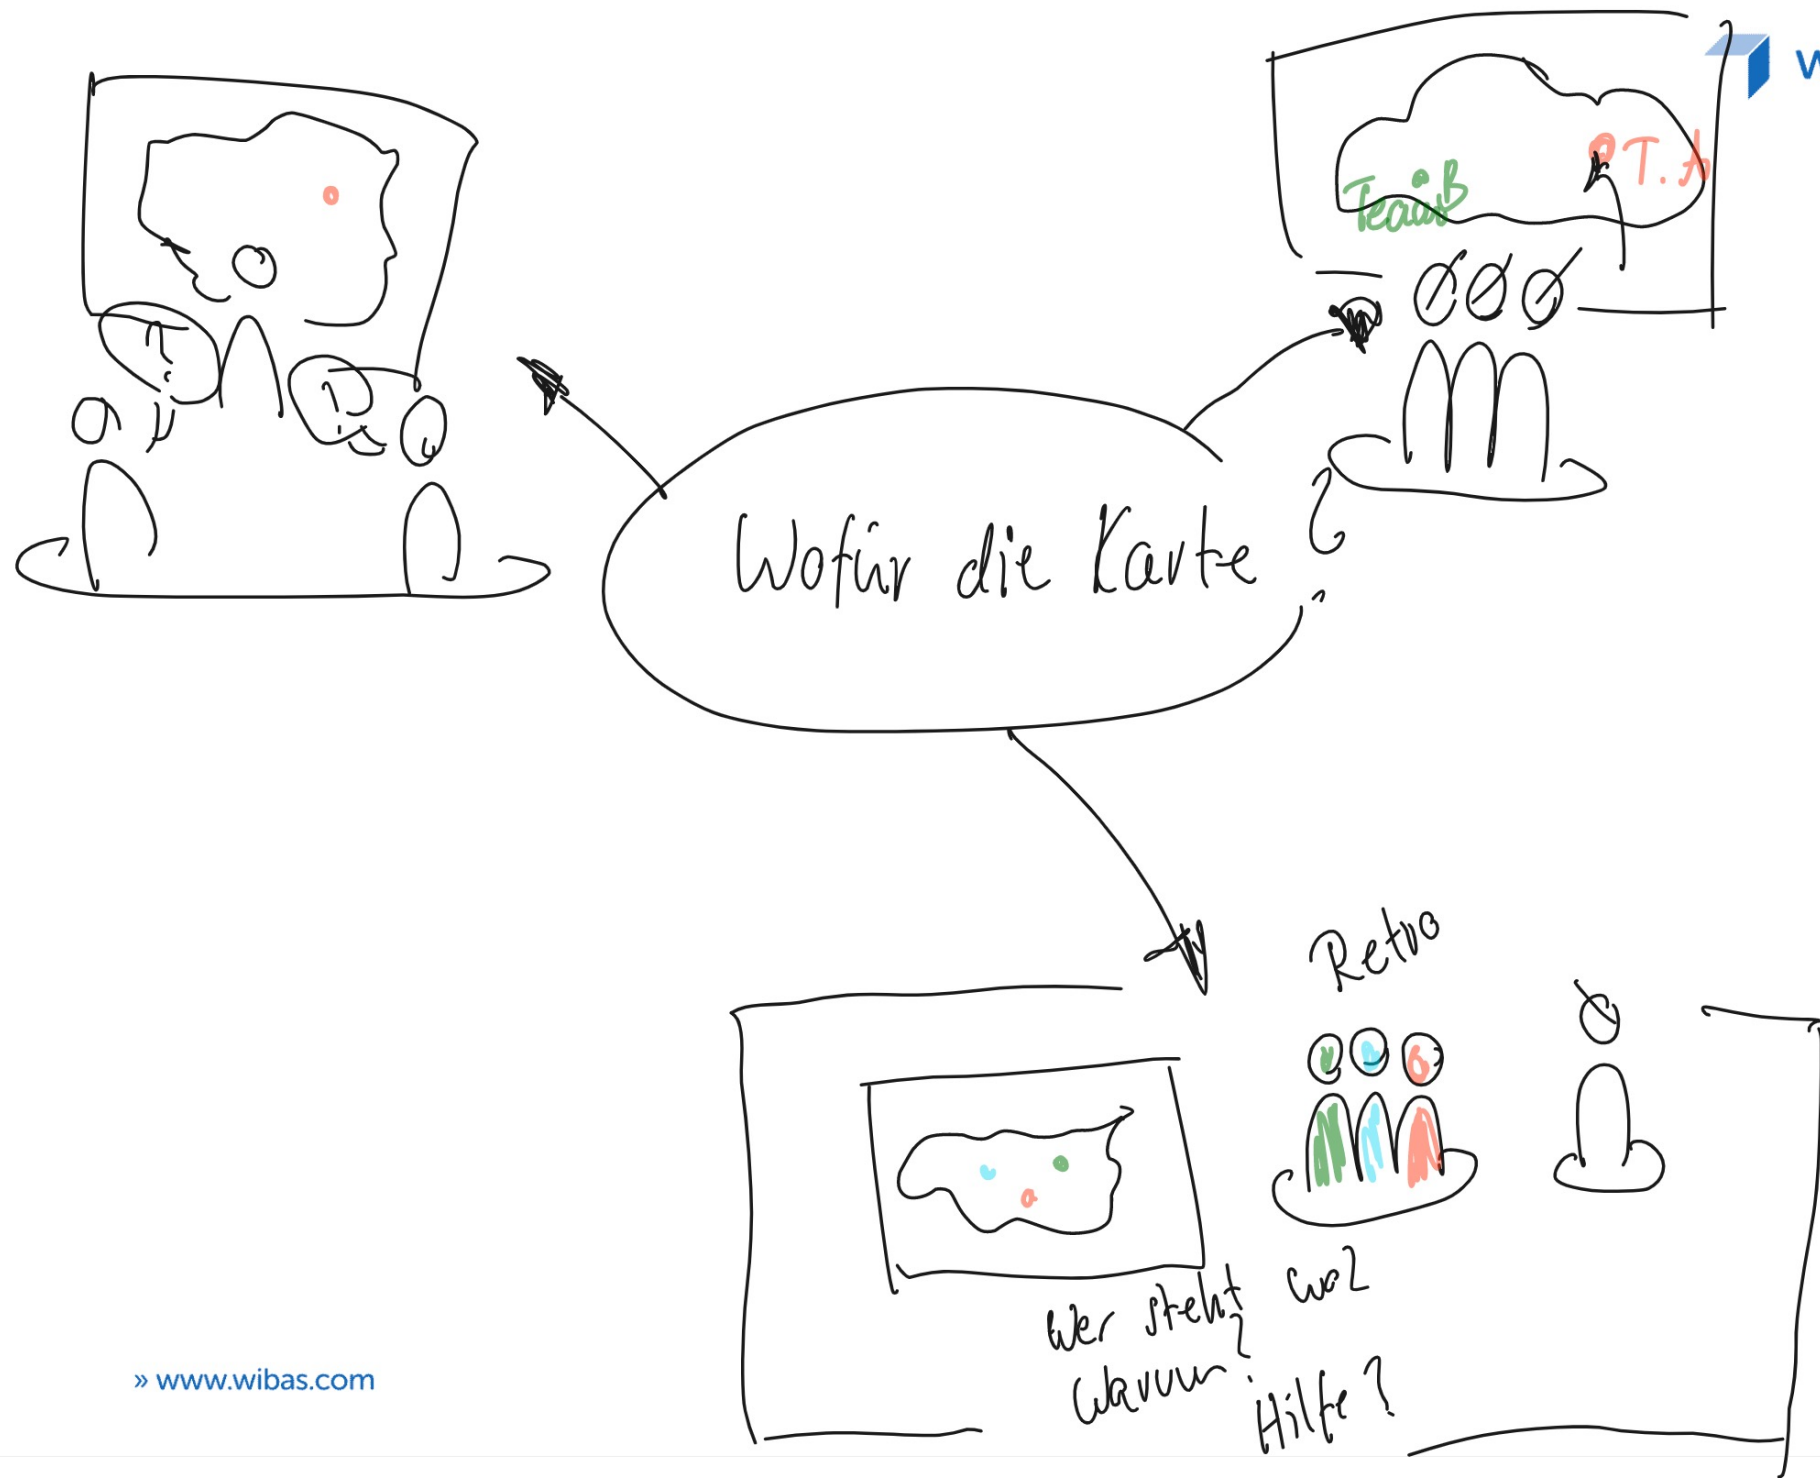 W
T. A
Team B
Wofür die Karte ?
Retro
Wer steht wo?
Warum?
Hilfe?
» www.wibas.com